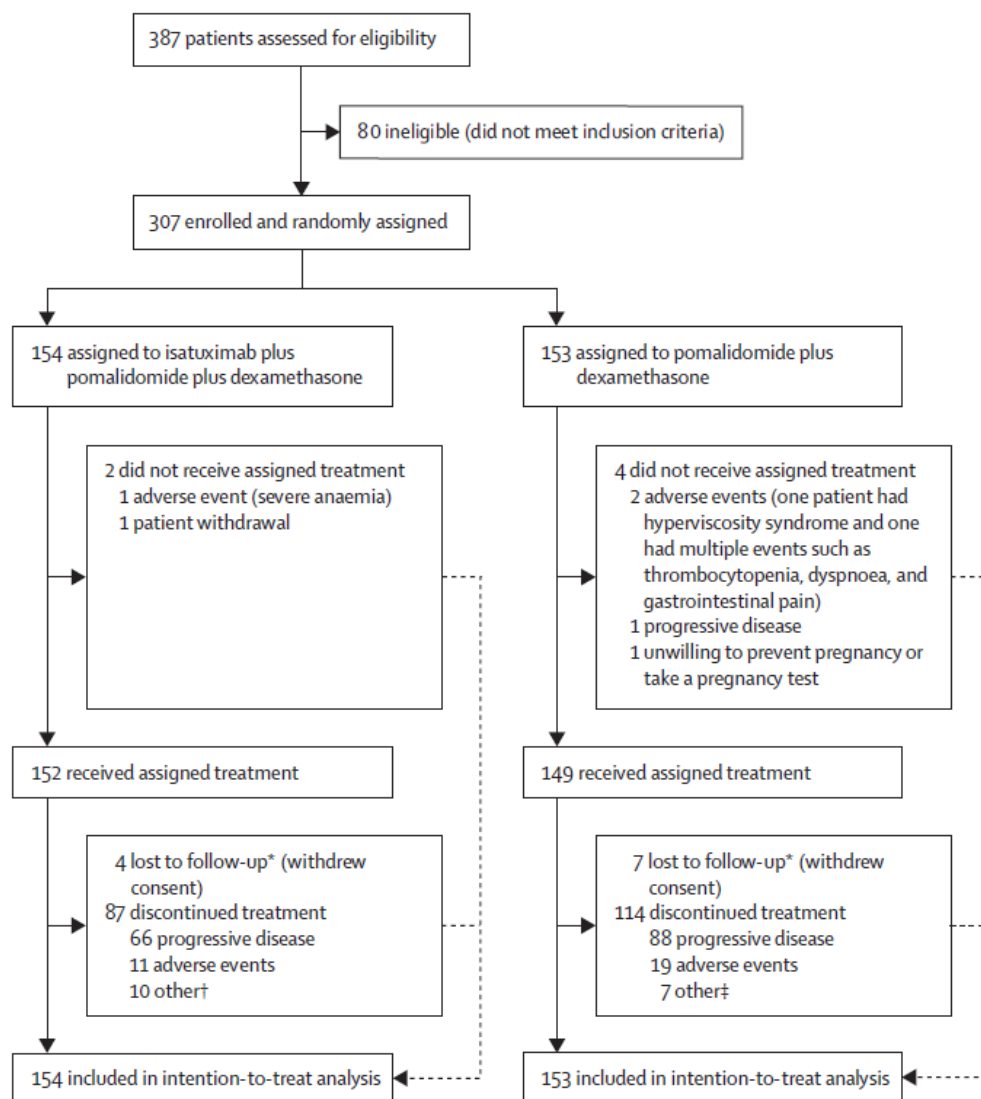 387 patients assessed for eligibility
80 ineligible (did not meet inclusion criteria)
307 enrolled and randomly assigned
154 assigned to isatuximab plus
pomalidomide plus dexamethasone
153 assigned to pomalidomide plus
dexamethasone
2 did not receive assigned treatment
1 adverse event (severe anaemia)
1 patient withdrawal
4 did not receive assigned treatment
2 adverse events (one patient had
hyperviscosity syndrome and one
had multiple events such as
thrombocytopenia, dyspnoea, and
gastrointestinal pain)
1 progressive disease
1 unwilling to prevent pregnancy or
take a pregnancy test
152 received assigned treatment
149 received assigned treatment
4 lost to follow-up* (withdrew
consent)
87 discontinued treatment
66 progressive disease
11 adverse events
10 other†
7 lost to follow-up* (withdrew
consent)
114 discontinued treatment
88 progressive disease
19 adverse events
7 other‡
154 included in intention-to-treat analysis
153 included in intention-to-treat analysis